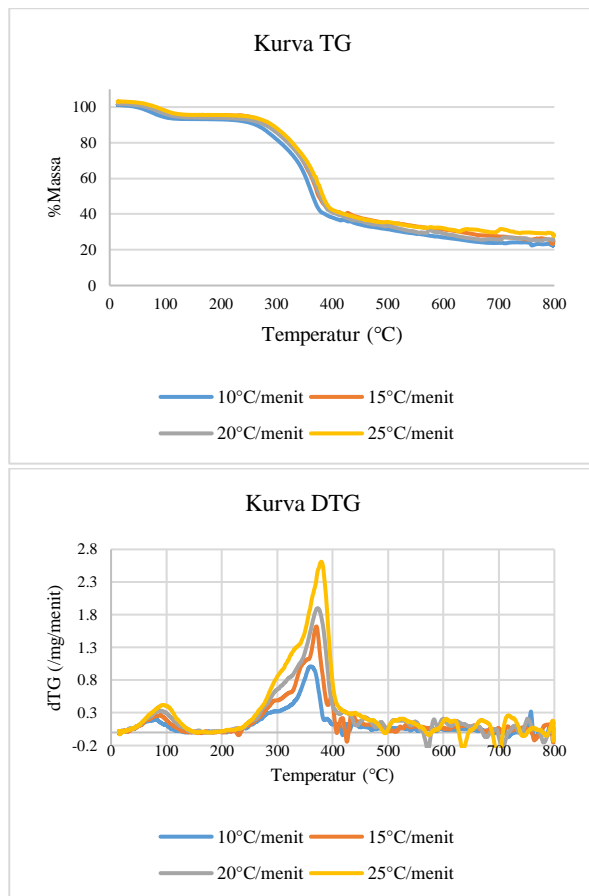 Kurva TG
100
80
60
40
20
0
%Massa
0 100 200 300 400 500 600 700 800
Temperatur (°C)
10°C/menit 15°C/menit
20°C/menit 25°C/menit
Kurva DTG
2.8
2.3
1.8
1.3
0.8
0.3
-0.2
dTG (/mg/menit)
0 100 200 300 400 500 600 700 800
Temperatur (°C)
10°C/menit 15°C/menit
20°C/menit 25°C/menit